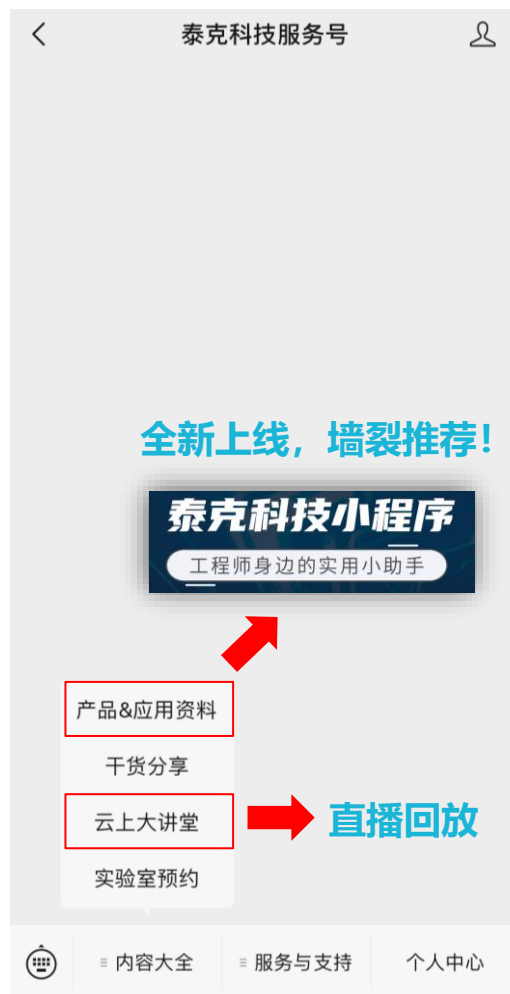 泰克科技服务号
全新上线，墙裂推荐！
泰克科技小程序
工程师身边的实用小助手
产品&应用资料
干货分享
云上大讲堂
直播回放
实验室预约
内容大全
服务与支持
个人中心